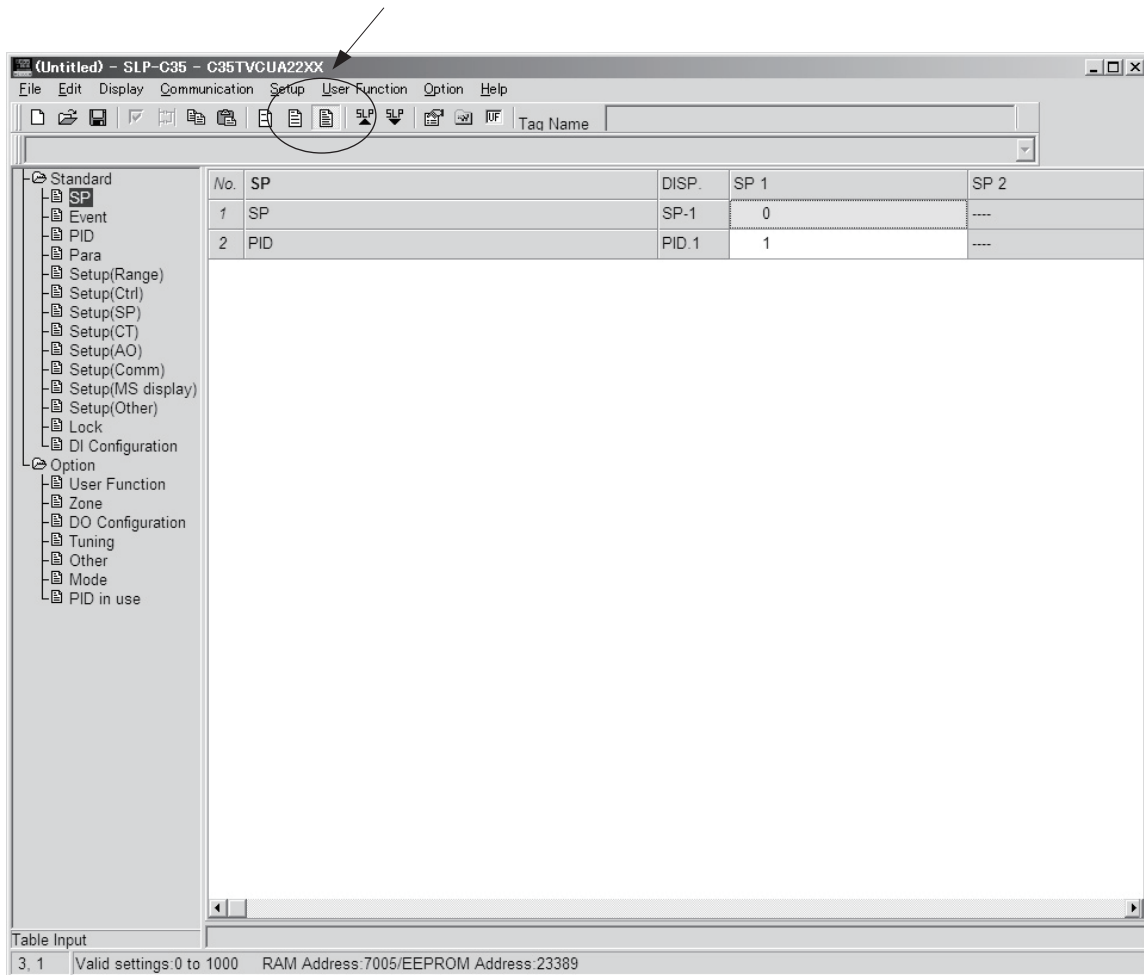 (Untitled) - SLP-C35 - C35TVCUA22XX
File Edit Display Communication Setup User Function Option Help
SLP SLP UF Tag Name
Standard
SP
Event
PID
Para
Setup(Range)
Setup(Ctrl)
Setup(SP)
Setup(CT)
Setup(AO)
Setup(Comm)
Setup(MS display)
Setup(Other)
Lock
DI Configuration
Option
User Function
Zone
DO Configuration
Tuning
Other
Mode
PID in use
No. SP DISP. SP 1 SP 2
1 SP SP-1 0 ----
2 PID PID.1 1 ----
Table Input
3, 1 Valid settings:0 to 1000 RAM Address:7005/EEPROM Address:23389